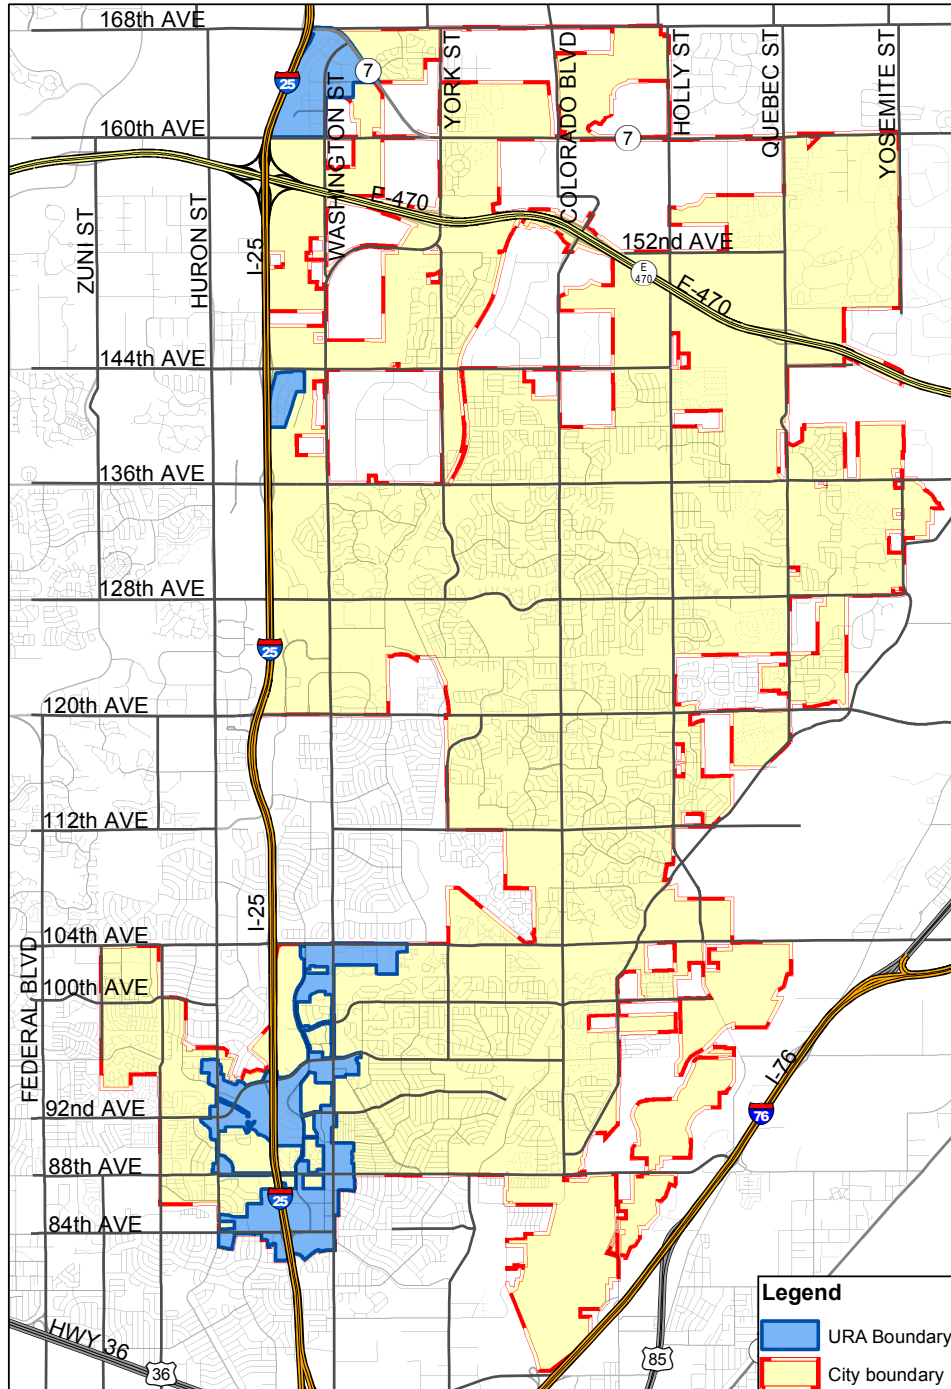 168th AVE
YORK ST
COLORADO BLVD
HOLLY ST
QUEBEC ST
YOSEMITE ST
7
25
WASHINGTON ST
160th AVE
7
ZUNI ST
HURON ST
I-25
E-470
152nd AVE
E
470
E-470
144th AVE
136th AVE
128th AVE
25
120th AVE
112th AVE
I-25
104th AVE
FEDERAL BLVD
100th AVE
I-76
92nd AVE
76
88th AVE
25
84th AVE
HWY 36
36
85
Legend
URA Boundary
City boundary